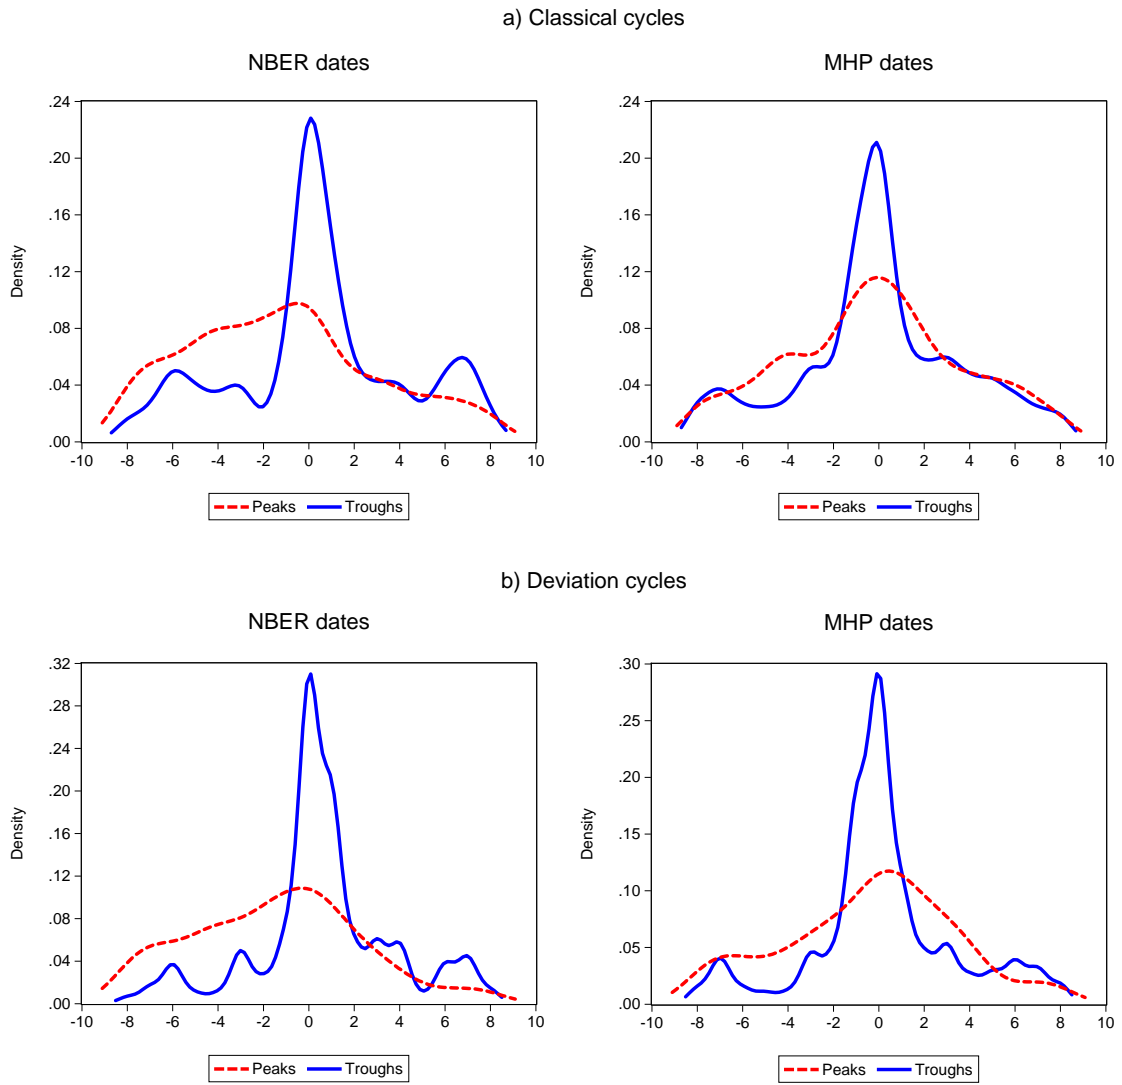 a) Classical cycles
NBER dates
MHP dates
.24
.20
.16
.12
.08
.04
.00
Density
-10 -8 -6 -4 -2 0 2 4 6 8 10
Peaks Troughs
.24
.20
.16
.12
.08
.04
.00
Density
-10 -8 -6 -4 -2 0 2 4 6 8 10
Peaks Troughs
b) Deviation cycles
NBER dates
MHP dates
.32
.28
.24
.20
.16
.12
.08
.04
.00
Density
-10 -8 -6 -4 -2 0 2 4 6 8 10
Peaks Troughs
.30
.25
.20
.15
.10
.05
.00
Density
-10 -8 -6 -4 -2 0 2 4 6 8 10
Peaks Troughs